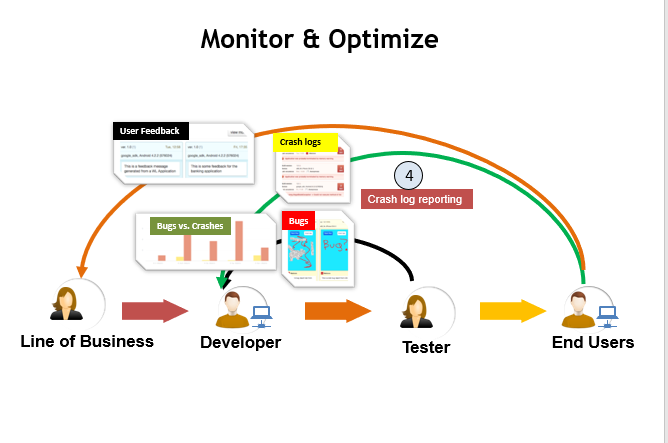 Monitor & Optimize
User Feedback
Crash logs
4
Crash log reporting
Bugs vs. Crashes
Bugs
Bug?
This is a feedback message
generated from a WL Application
This is some feedback for the
banking application
Line of Business
Developer
Tester
End Users